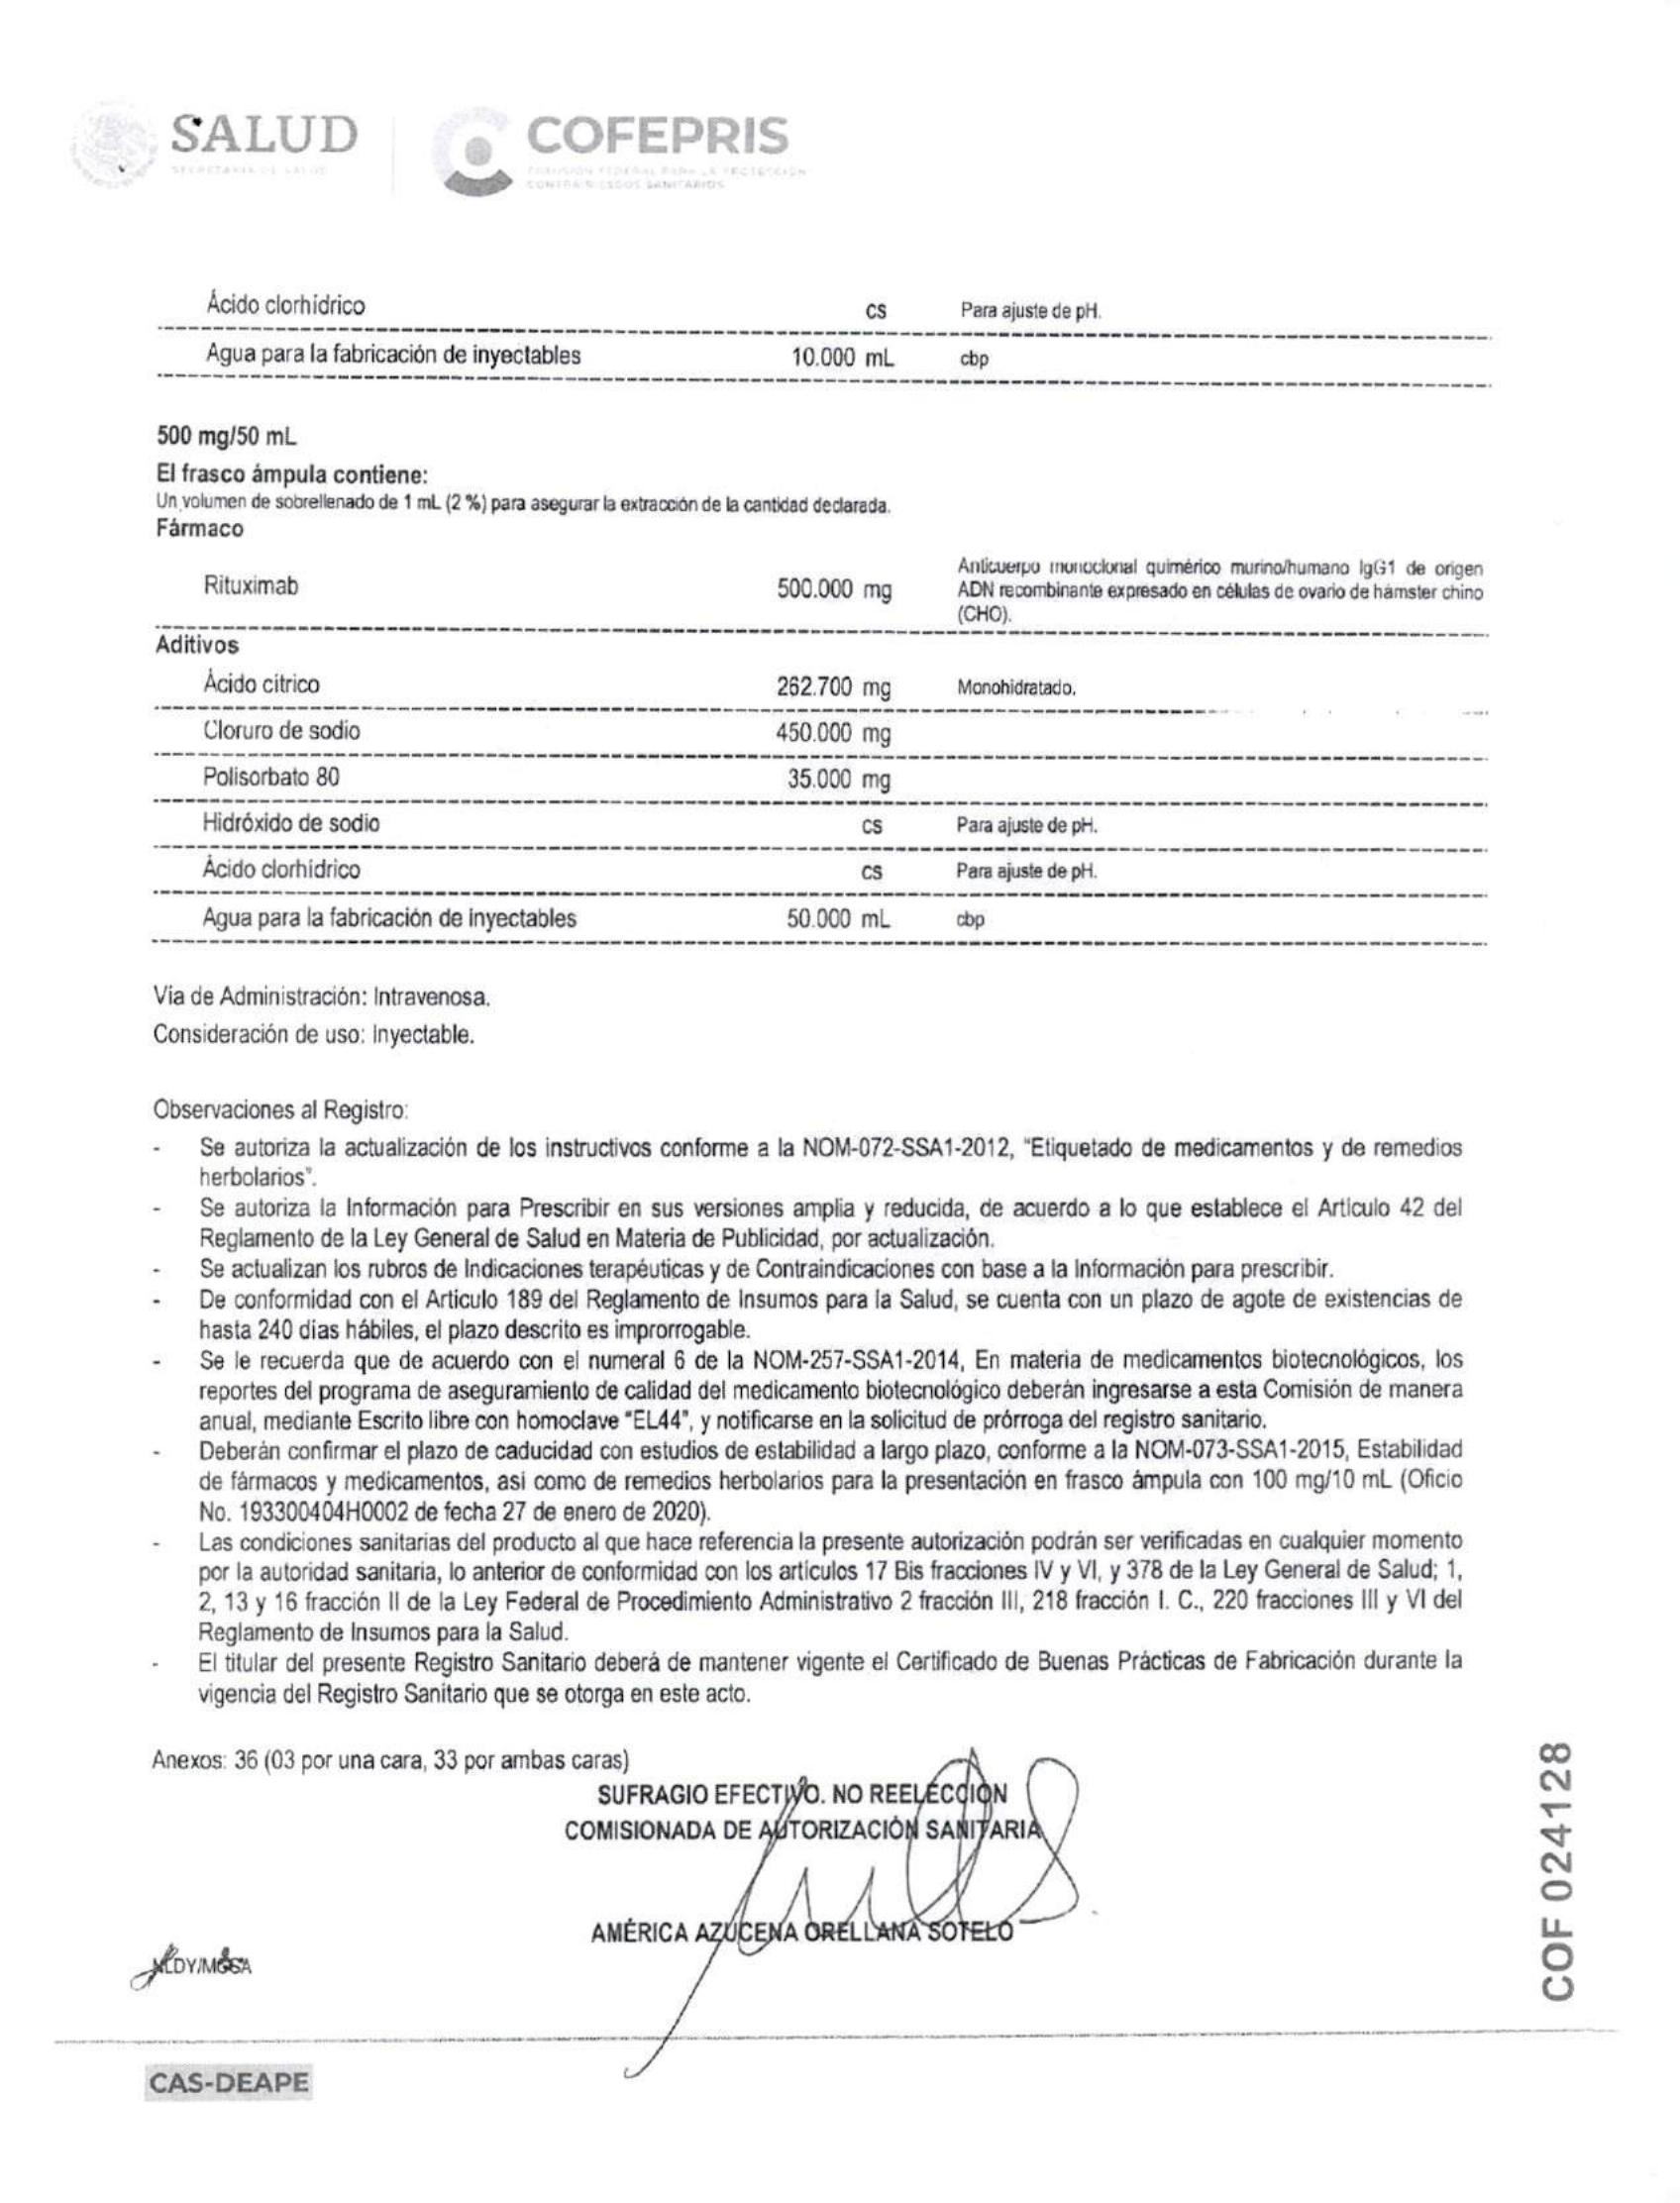 SALUD
SECRETARÍA DE SALUD
COFEPRIS
COMISIÓN FEDERAL PARA LA PROTECCIÓN
CONTRA RIESGOS SANITARIOS
Ácido clorhídrico cs Para ajuste de pH.
Agua para la fabricación de inyectables 10.000 mL cbp
500 mg/50 mL
El frasco ámpula contiene:
Un volumen de sobrellenado de 1 mL (2 %) para asegurar la extracción de la cantidad declarada.
Fármaco
Rituximab 500.000 mg Anticuerpo monoclonal quimérico murino/humano IgG1 de origen
ADN recombinante expresado en células de ovario de hámster chino
(CHO).
Aditivos
Ácido cítrico 262.700 mg Monohidratado.
Cloruro de sodio 450.000 mg
Polisorbato 80 35.000 mg
Hidróxido de sodio cs Para ajuste de pH.
Ácido clorhídrico cs Para ajuste de pH.
Agua para la fabricación de inyectables 50.000 mL cbp
Vía de Administración: Intravenosa.
Consideración de uso: Inyectable.
Observaciones al Registro:
- Se autoriza la actualización de los instructivos conforme a la NOM-072-SSA1-2012, "Etiquetado de medicamentos y de remedios
herbolarios".
- Se autoriza la Información para Prescribir en sus versiones amplia y reducida, de acuerdo a lo que establece el Artículo 42 del
Reglamento de la Ley General de Salud en Materia de Publicidad, por actualización.
- Se actualizan los rubros de Indicaciones terapéuticas y de Contraindicaciones con base a la Información para prescribir.
- De conformidad con el Artículo 189 del Reglamento de Insumos para la Salud, se cuenta con un plazo de agote de existencias de
hasta 240 días hábiles, el plazo descrito es improrrogable.
- Se le recuerda que de acuerdo con el numeral 6 de la NOM-257-SSA1-2014, En materia de medicamentos biotecnológicos, los
reportes del programa de aseguramiento de calidad del medicamento biotecnológico deberán ingresarse a esta Comisión de manera
anual, mediante Escrito libre con homoclave "EL44", y notificarse en la solicitud de prórroga del registro sanitario.
- Deberán confirmar el plazo de caducidad con estudios de estabilidad a largo plazo, conforme a la NOM-073-SSA1-2015, Estabilidad
de fármacos y medicamentos, así como de remedios herbolarios para la presentación en frasco ámpula con 100 mg/10 mL (Oficio
No. 193300404H0002 de fecha 27 de enero de 2020).
- Las condiciones sanitarias del producto al que hace referencia la presente autorización podrán ser verificadas en cualquier momento
por la autoridad sanitaria, lo anterior de conformidad con los artículos 17 Bis fracciones IV y VI, y 378 de la Ley General de Salud; 1,
2, 13 y 16 fracción II de la Ley Federal de Procedimiento Administrativo 2 fracción III, 218 fracción I. C., 220 fracciones III y VI del
Reglamento de Insumos para la Salud.
- El titular del presente Registro Sanitario deberá de mantener vigente el Certificado de Buenas Prácticas de Fabricación durante la
vigencia del Registro Sanitario que se otorga en este acto.
Anexos: 36 (03 por una cara, 33 por ambas caras)
SUFRAGIO EFECTIVO. NO REELECCIÓN
COMISIONADA DE AUTORIZACIÓN SANITARIA
AMÉRICA AZUCENA ORELLANA SOTELO
COF 024128
CAS-DEAPE